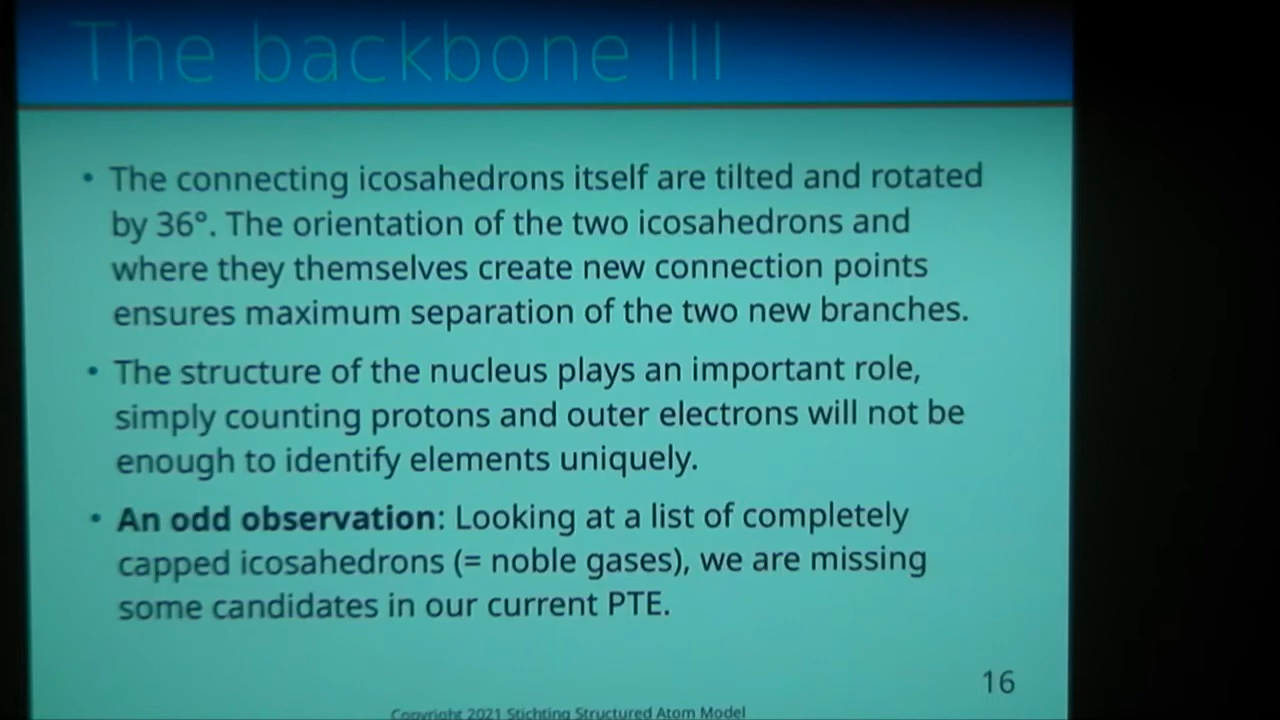 The backbone III
• The connecting icosahedrons itself are tilted and rotated
by 36°. The orientation of the two icosahedrons and
where they themselves create new connection points
ensures maximum separation of the two new branches.
• The structure of the nucleus plays an important role,
simply counting protons and outer electrons will not be
enough to identify elements uniquely.
• An odd observation: Looking at a list of completely
capped icosahedrons (= noble gases), we are missing
some candidates in our current PTE.
16
Copyright 2021 Stichting Structured Atom Model